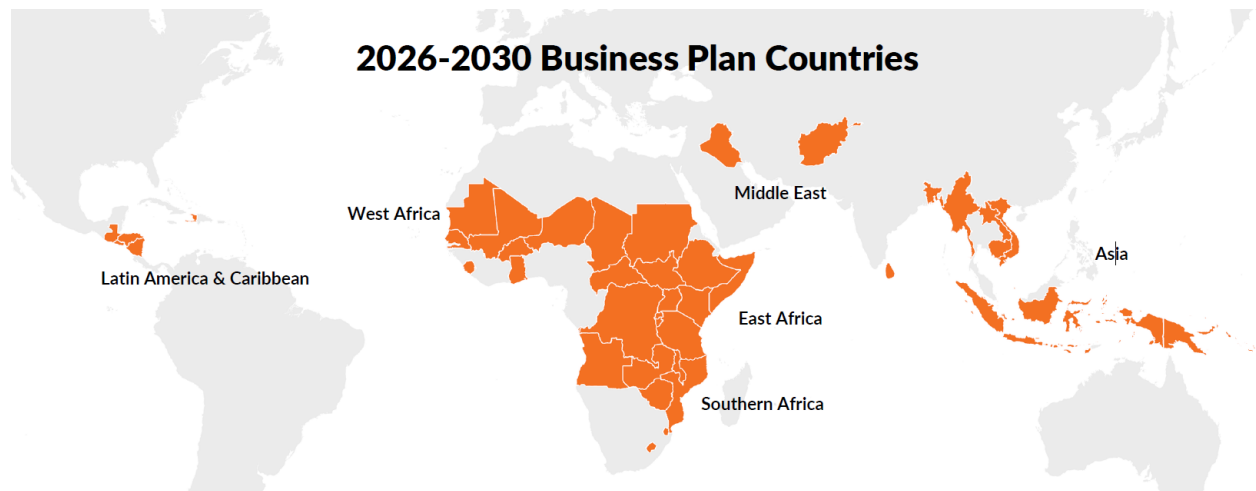 2026-2030 Business Plan Countries
Middle East
West Africa
Asia
Latin America & Caribbean
East Africa
Southern Africa